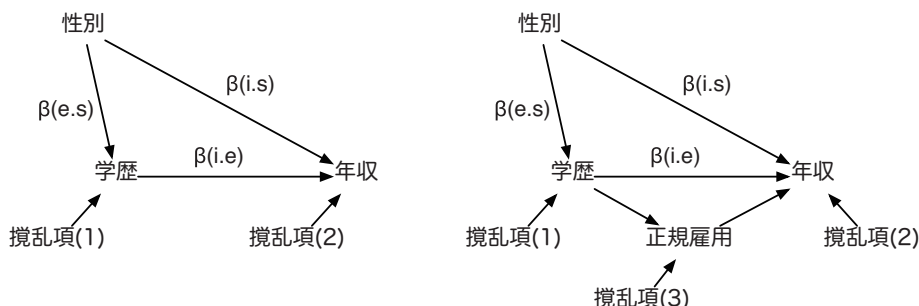 性別
β(e.s)
β(i.s)
β(i.e)
学歴
年収
撹乱項(1)
撹乱項(2)
性別
β(e.s)
β(i.s)
β(i.e)
学歴
年収
撹乱項(1)
正規雇用
撹乱項(2)
撹乱項(3)